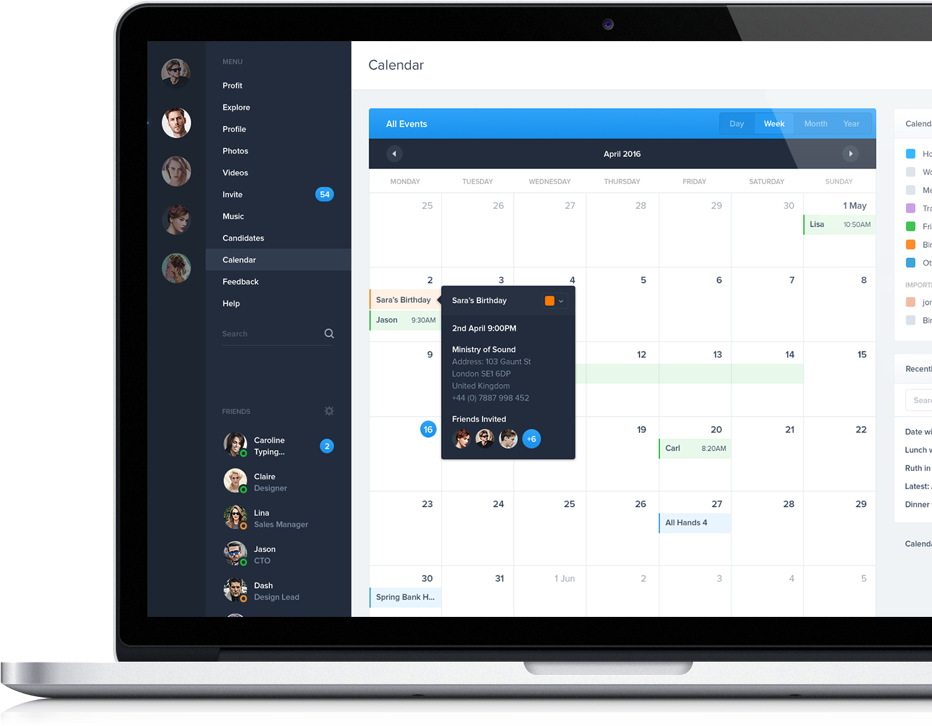 MENU
Profit
Explore
Profile
Photos
Videos
Invite 54
Music
Candidates
Calendar
Feedback
Help
Search
FRIENDS
Caroline 2
Typing...
Claire
Designer
Lina
Sales Manager
Jason
CTO
Dash
Design Lead
Calendar
All Events Day Week Month Year
April 2016
MONDAY TUESDAY WEDNESDAY THURSDAY FRIDAY SATURDAY SUNDAY
25 26 27 28 29 30 1 May
Lisa 10:50AM
2 3 4 5 6 7 8
Sara's Birthday
Jason 9:30AM
Sara's Birthday
2nd April 9:00PM
Ministry of Sound
Address: 103 Gaunt St
London SE1 6DP
United Kingdom
+44 (0) 7887 998 452
Friends Invited
+6
9 12 13 14 15
16 19 20 21 22
Carl 8:20AM
23 24 25 26 27 28 29
All Hands 4
30 31 1 Jun 2 3 4 5
Spring Bank H...
Calenda
Ho
Wo
Mo
Tra
Fri
Bir
Ot
IMPORTI
jor
Bir
Recentl
Sear
Date wi
Lunch w
Ruth in
Latest:
Dinner
Calenda